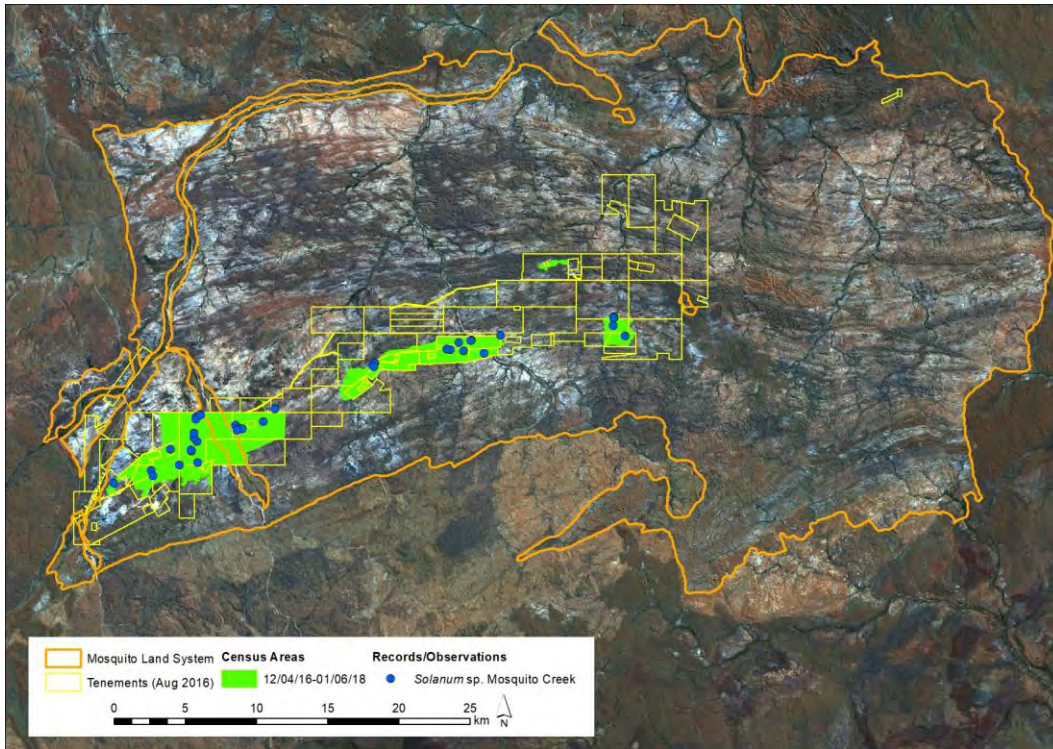 Mosquito Land System
Tenements (Aug 2016)
Census Areas
12/04/16-01/06/18
Records/Observations
Solanum sp. Mosquito Creek
0 5 10 15 20 25
km
N